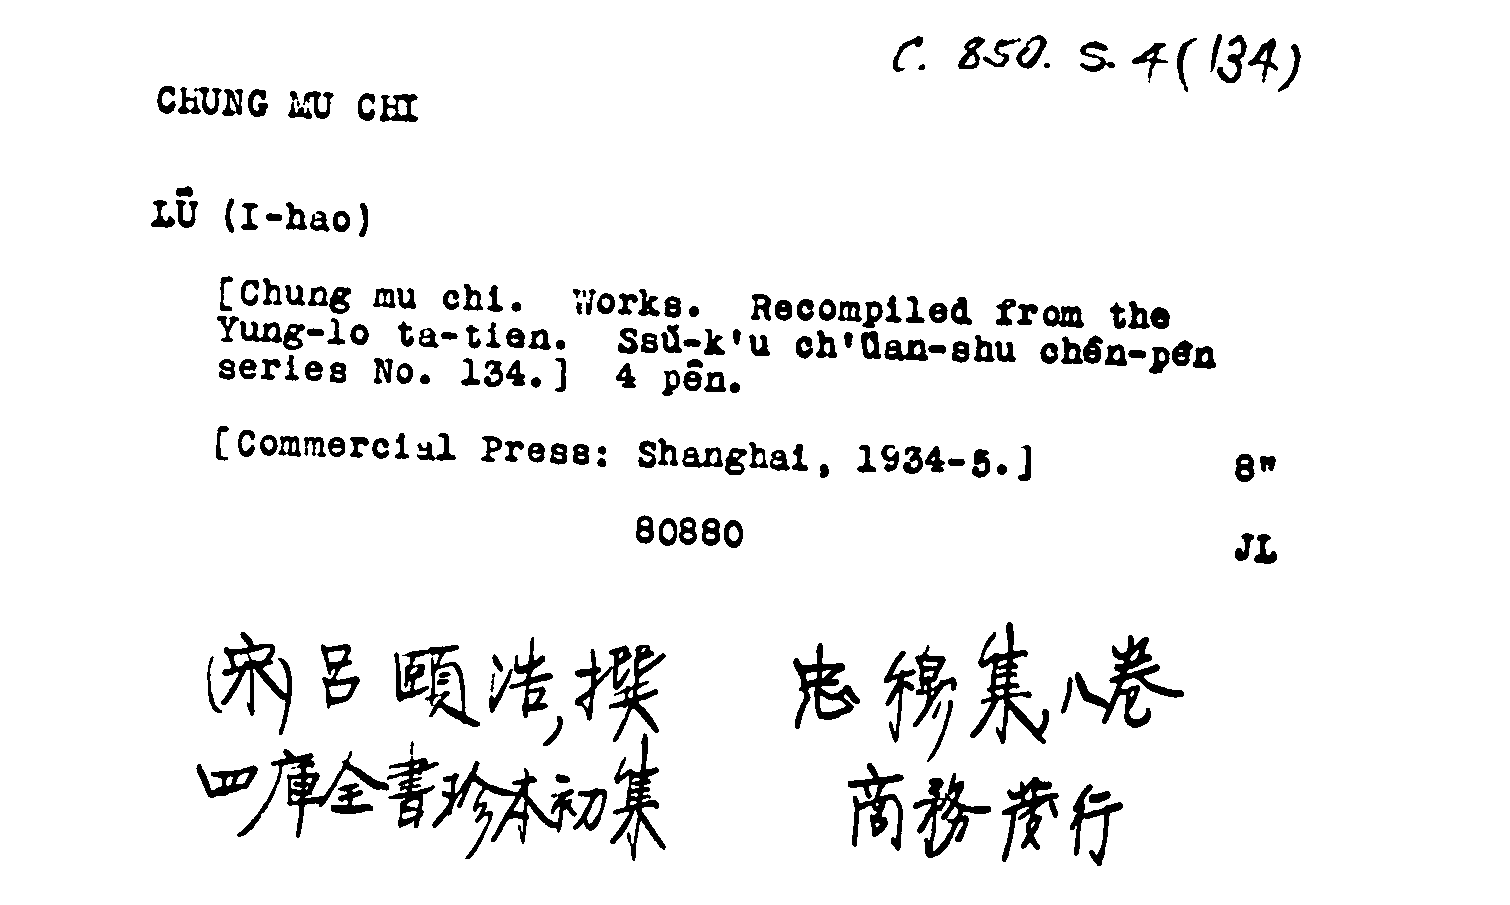 C. 850. S. 4(134)
CHUNG MU CHI
LÜ (I-hao)
[Chung mu chi. Works. Recompiled from the
Yung-lo ta-tien. Ssŭ-k'u ch'üan-shu chên-pên
series No. 134.] 4 pên.
[Commercial Press: Shanghai, 1934-5.] 8"
80880
JL
(宋)呂頤浩,撰 忠穆集,八卷
四庫全書珍本初集 商務發行